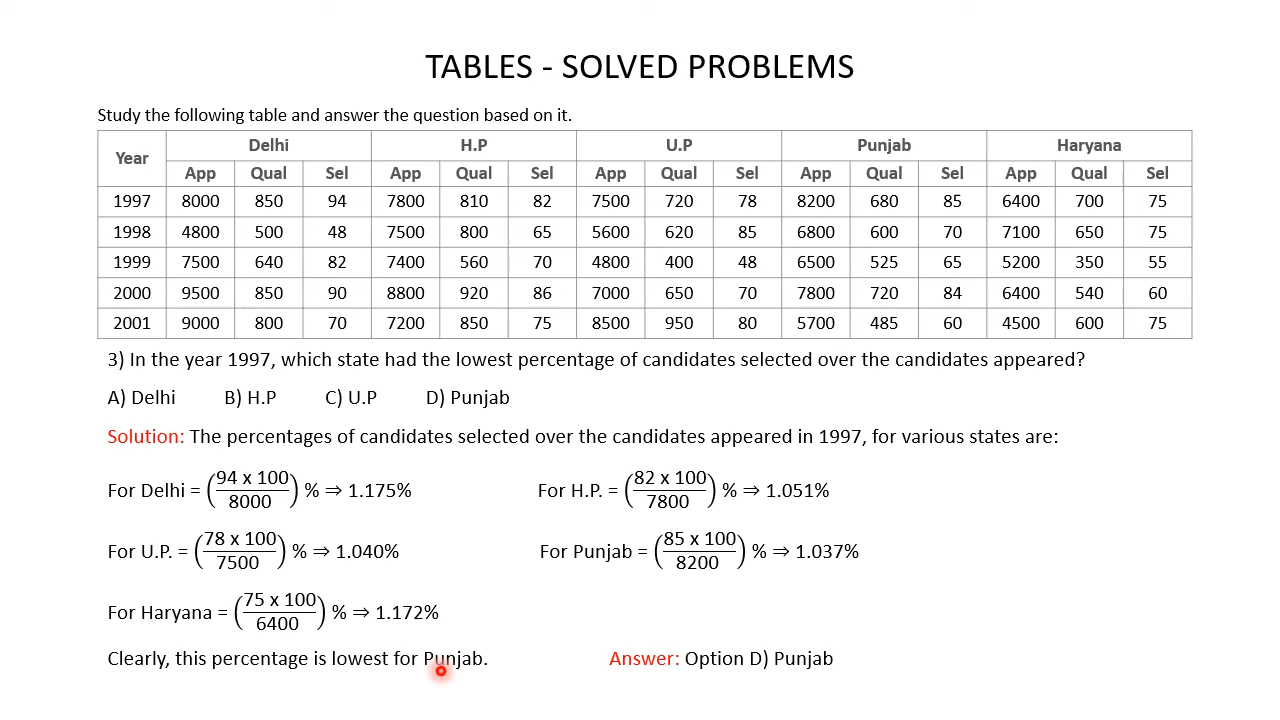 TABLES - SOLVED PROBLEMS
Study the following table and answer the question based on it.
Year Delhi H.P U.P Punjab Haryana
App Qual Sel App Qual Sel App Qual Sel App Qual Sel App Qual Sel
1997 8000 850 94 7800 810 82 7500 720 78 8200 680 85 6400 700 75
1998 4800 500 48 7500 800 65 5600 620 85 6800 600 70 7100 650 75
1999 7500 640 82 7400 560 70 4800 400 48 6500 525 65 5200 350 55
2000 9500 850 90 8800 920 86 7000 650 70 7800 720 84 6400 540 60
2001 9000 800 70 7200 850 75 8500 950 80 5700 485 60 4500 600 75
3) In the year 1997, which state had the lowest percentage of candidates selected over the candidates appeared?
A) Delhi B) H.P C) U.P D) Punjab
Solution: The percentages of candidates selected over the candidates appeared in 1997, for various states are:
For Delhi = (94 x 100 / 8000) % ⇒ 1.175% For H.P. = (82 x 100 / 7800) % ⇒ 1.051%
For U.P. = (78 x 100 / 7500) % ⇒ 1.040% For Punjab = (85 x 100 / 8200) % ⇒ 1.037%
For Haryana = (75 x 100 / 6400) % ⇒ 1.172%
Clearly, this percentage is lowest for Punjab. Answer: Option D) Punjab